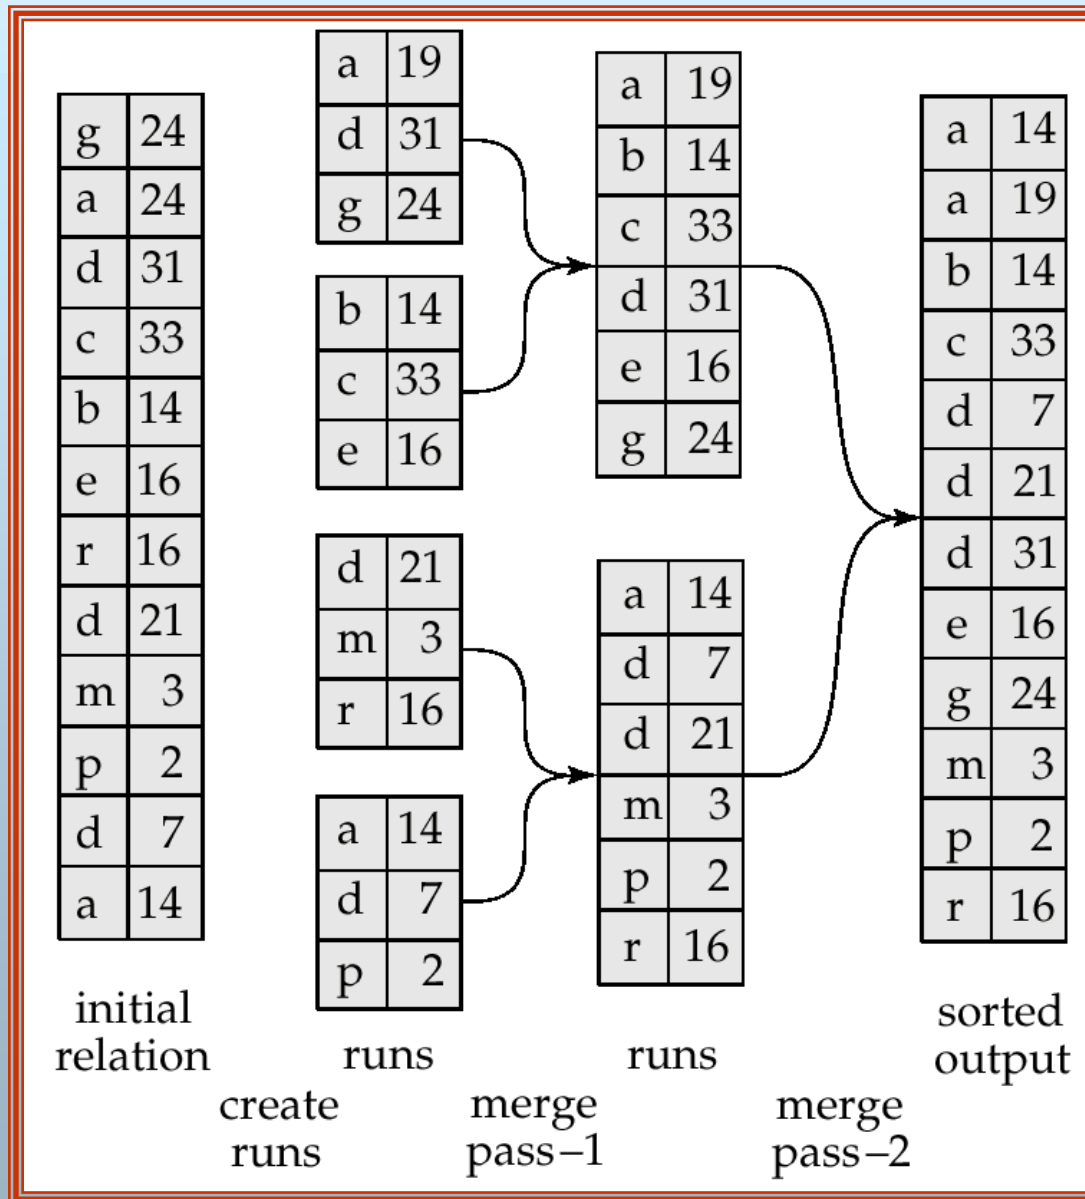 g 24
a 24
d 31
c 33
b 14
e 16
r 16
d 21
m 3
p 2
d 7
a 14
initial
relation
a 19
d 31
g 24
b 14
c 33
e 16
d 21
m 3
r 16
a 14
d 7
p 2
runs
a 19
b 14
c 33
d 31
e 16
g 24
a 14
d 7
d 21
m 3
p 2
r 16
runs
a 14
a 19
b 14
c 33
d 7
d 21
d 31
e 16
g 24
m 3
p 2
r 16
sorted
output
create
runs
merge
pass–1
merge
pass–2